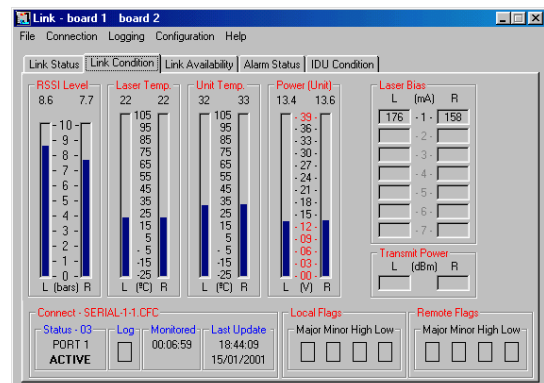 Link - board 1 board 2
File Connection Logging Configuration Help
Link Status Link Condition Link Availability Alarm Status IDU Condition
RSSI Level
8.6 7.7
- 10 -
- 9 -
- 8 -
- 7 -
- 6 -
- 5 -
- 4 -
- 3 -
- 2 -
- 1 -
- 0 -
L (bars) R
Laser Temp.
22 22
105
95
85
75
65
55
45
35
25
15
5
- 5
-15
-25
L (ºC) R
Unit Temp.
32 33
105
95
85
75
65
55
45
35
25
15
5
- 5
-15
-25
L (ºC) R
Power (Unit)
13.4 13.6
- 39 -
- 36 -
- 33 -
- 30 -
- 27 -
- 24 -
- 21 -
- 18 -
- 15 -
- 12 -
- 09 -
- 06 -
- 03 -
- 00 -
L (V) R
Laser Bias
L (mA) R
176 - 1 - 158
- 2 -
- 3 -
- 4 -
- 5 -
- 6 -
- 7 -
Transmit Power
L (dBm) R
Connect - SERIAL-1-1.CFC
Status - 03
PORT 1
ACTIVE
Log
Monitored
00:06:59
Last Update
18:44:09
15/01/2001
Local Flags
Major Minor High Low
Remote Flags
Major Minor High Low